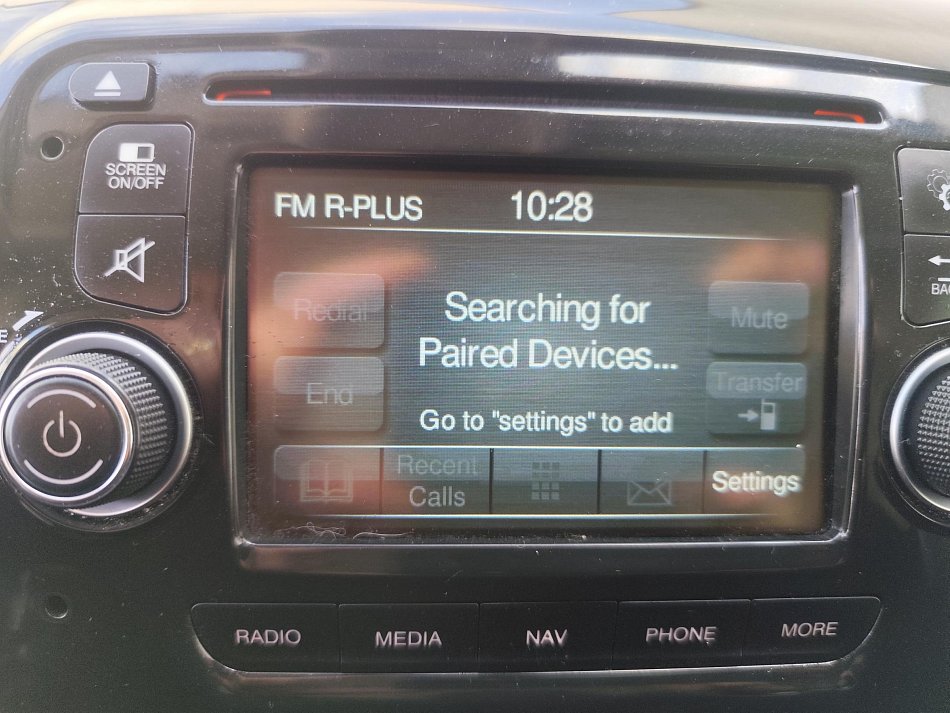 SCREEN
ON/OFF
FM R-PLUS
10:28
Redial
Searching for
Paired Devices...
Mute
End
Transfer
Go to "settings" to add
Recent
Calls
Settings
RADIO
MEDIA
NAV
PHONE
MORE